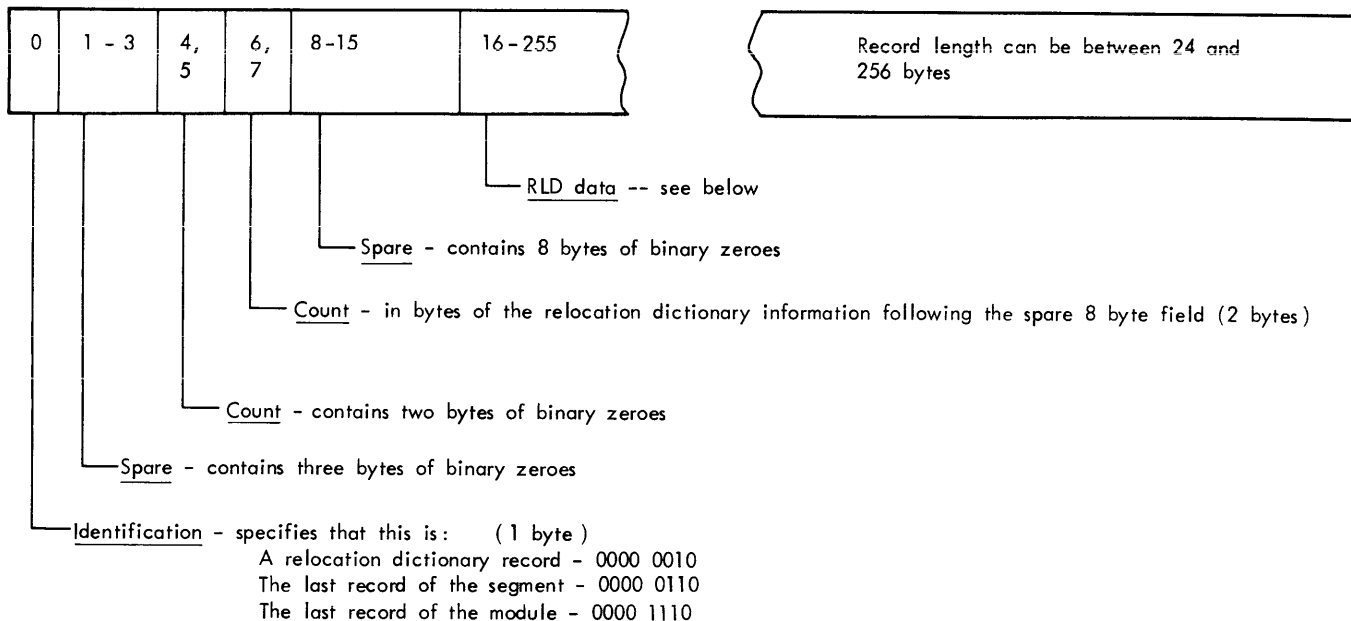 0
1 - 3
4,
5
6,
7
8-15
16-255
Record length can be between 24 and
256 bytes
RLD data -- see below
Spare - contains 8 bytes of binary zeroes
Count - in bytes of the relocation dictionary information following the spare 8 byte field (2 bytes)
Count - contains two bytes of binary zeroes
Spare - contains three bytes of binary zeroes
Identification - specifies that this is: (1 byte)
A relocation dictionary record - 0000 0010
The last record of the segment - 0000 0110
The last record of the module - 0000 1110